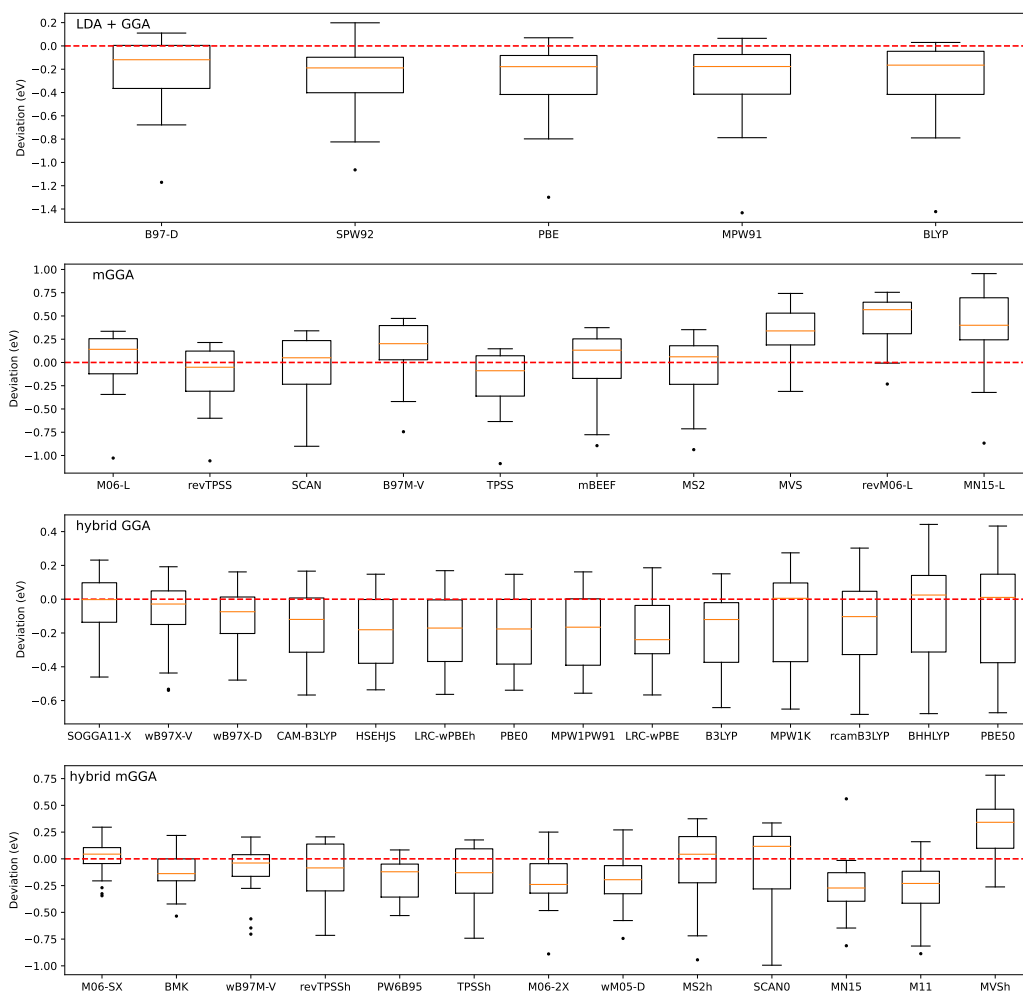 LDA + GGA
Deviation (eV)
0.2
0.0
−0.2
−0.4
−0.6
−0.8
−1.0
−1.2
−1.4
B97-D SPW92 PBE MPW91 BLYP
mGGA
Deviation (eV)
1.00
0.75
0.50
0.25
0.00
−0.25
−0.50
−0.75
−1.00
M06-L revTPSS SCAN B97M-V TPSS mBEEF MS2 MVS revM06-L MN15-L
hybrid GGA
Deviation (eV)
0.4
0.2
0.0
−0.2
−0.4
−0.6
SOGGA11-X wB97X-V wB97X-D CAM-B3LYP HSEHJS LRC-wPBEh PBE0 MPW1PW91 LRC-wPBE B3LYP MPW1K rcamB3LYP BHHLYP PBE50
hybrid mGGA
Deviation (eV)
0.75
0.50
0.25
0.00
−0.25
−0.50
−0.75
−1.00
M06-SX BMK wB97M-V revTPSSh PW6B95 TPSSh M06-2X wM05-D MS2h SCAN0 MN15 M11 MVSh